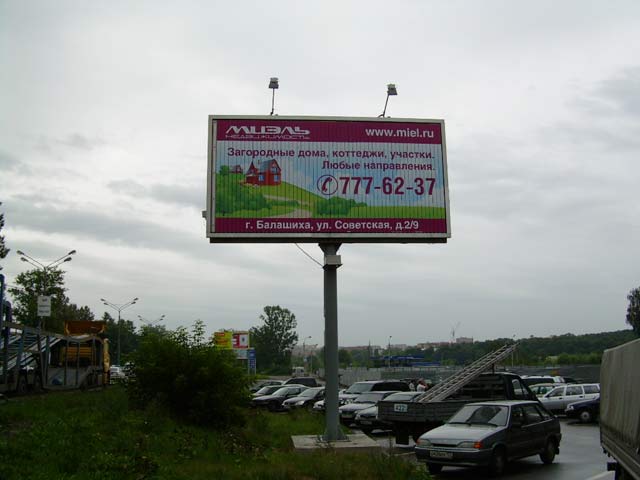 МИЭЛЬ
НЕДВИЖИМОСТЬ
www.miel.ru
Загородные дома, коттеджи, участки.
Любые направления.
777-62-37
г. Балашиха, ул. Советская, д.2/9